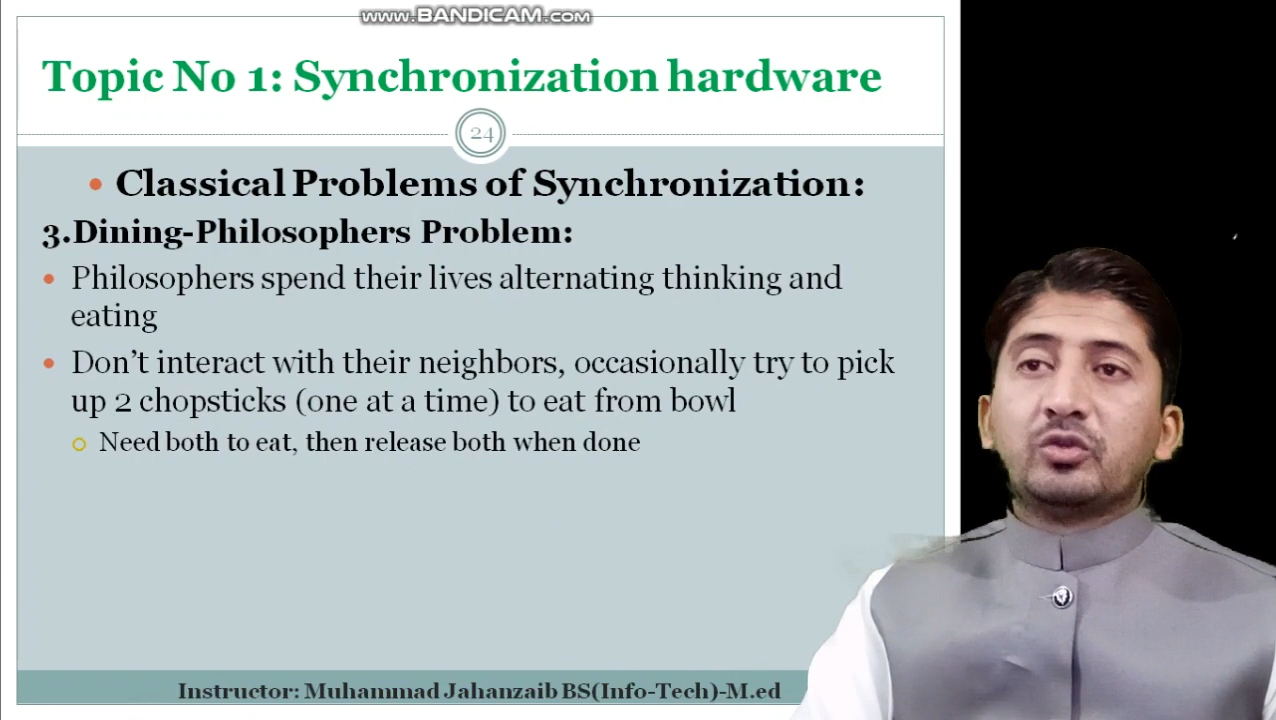 www.BANDICAM.com
Topic No 1: Synchronization hardware
24
• Classical Problems of Synchronization:
3.Dining-Philosophers Problem:
• Philosophers spend their lives alternating thinking and
eating
• Don’t interact with their neighbors, occasionally try to pick
up 2 chopsticks (one at a time) to eat from bowl
○ Need both to eat, then release both when done
Instructor: Muhammad Jahanzaib BS(Info-Tech)-M.ed